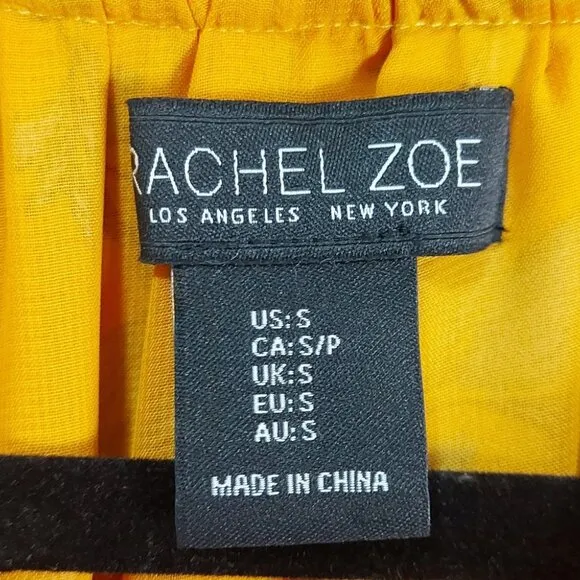 RACHEL ZOE
LOS ANGELES NEW YORK
US: S
CA: S/P
UK: S
EU: S
AU: S
MADE IN CHINA